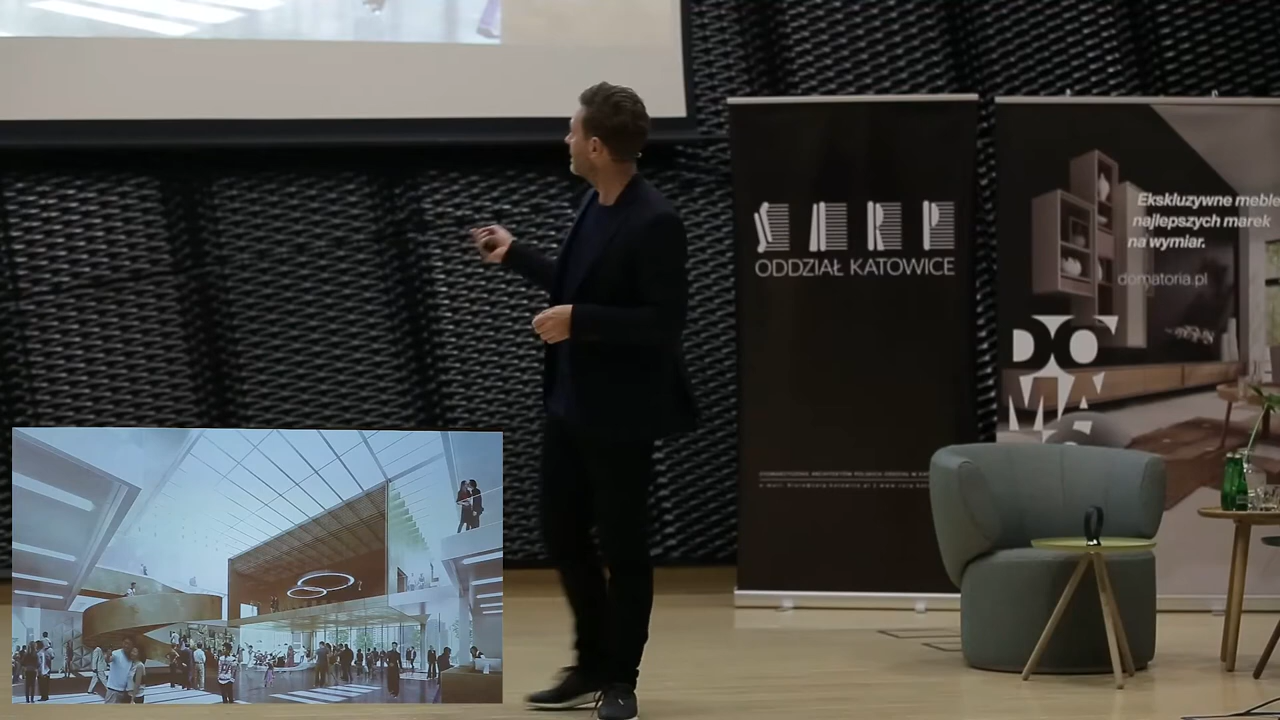 SARP
ODDZIAŁ KATOWICE
Ekskluzywne meble
najlepszych marek
na wymiar.
domatoria.pl
DO
MA